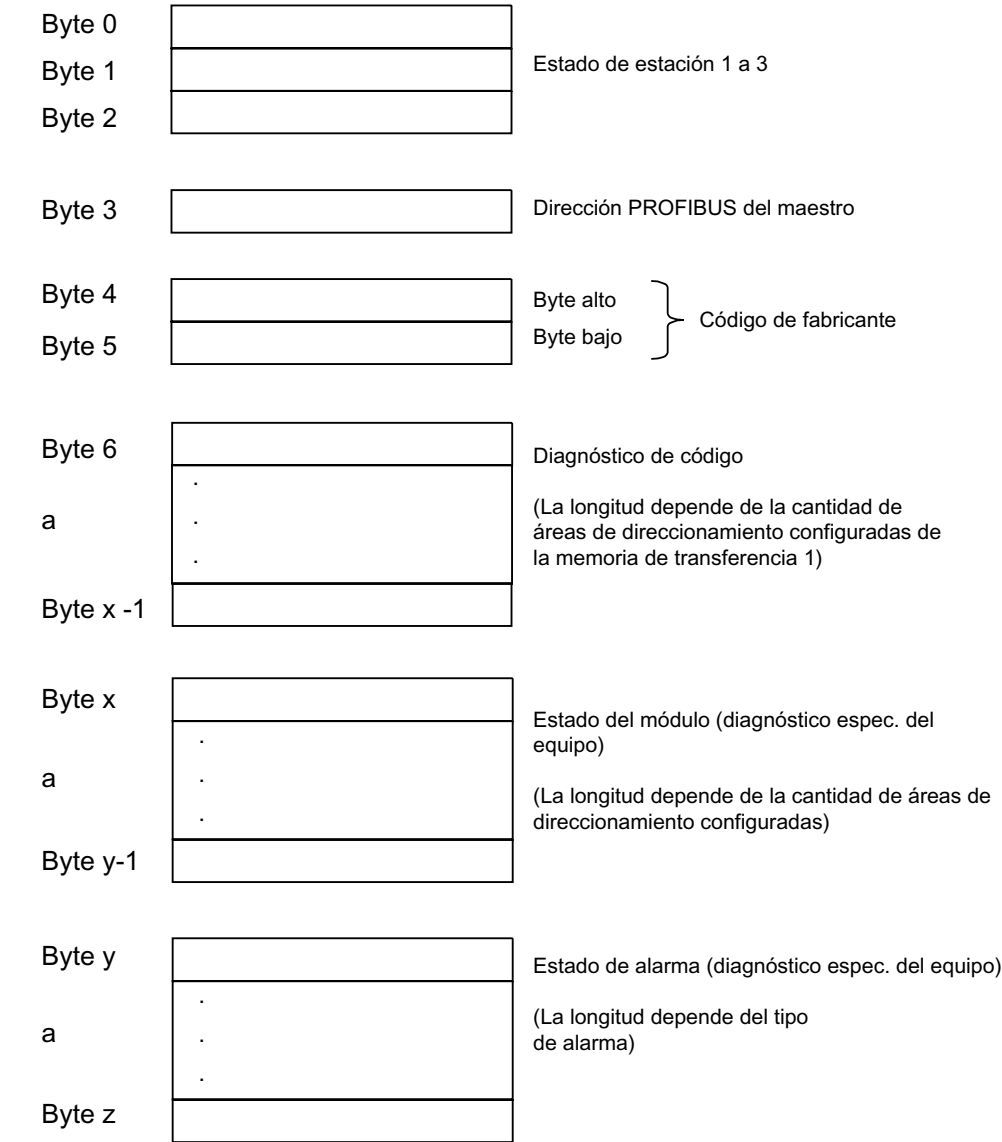 Byte 0
Byte 1
Estado de estación 1 a 3
Byte 2
Byte 3
Dirección PROFIBUS del maestro
Byte 4
Byte alto
Código de fabricante
Byte bajo
Byte 5
Byte 6
Diagnóstico de código
a
(La longitud depende de la cantidad de
áreas de direccionamiento configuradas de
la memoria de transferencia 1)
Byte x -1
Byte x
Estado del módulo (diagnóstico espec. del
equipo)
a
(La longitud depende de la cantidad de áreas de
direccionamiento configuradas)
Byte y-1
Byte y
Estado de alarma (diagnóstico espec. del equipo)
a
(La longitud depende del tipo
de alarma)
Byte z